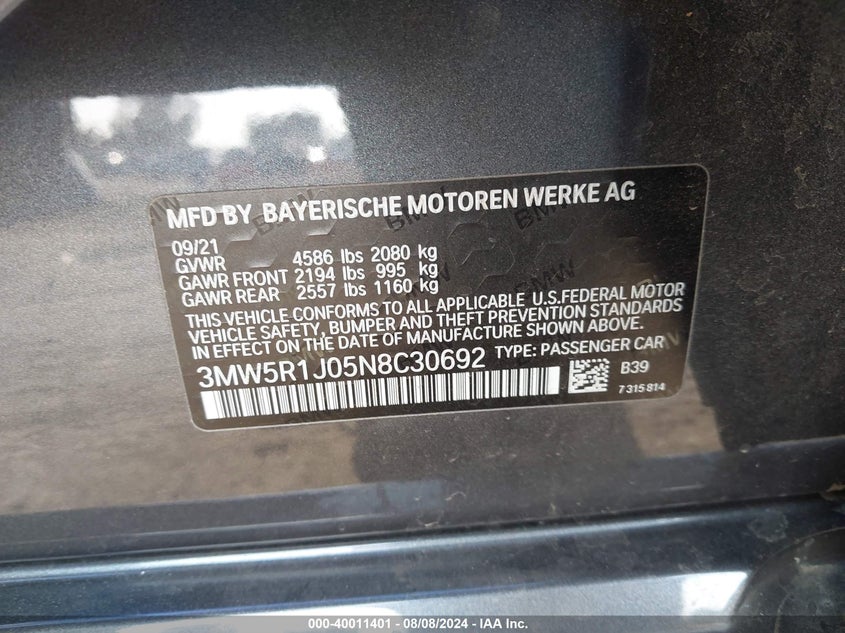 MFD BY BAYERISCHE MOTOREN WERKE AG
09/21
GVWR 4586 lbs 2080 kg
GAWR FRONT 2194 lbs 995 kg
GAWR REAR 2557 lbs 1160 kg
THIS VEHICLE CONFORMS TO ALL APPLICABLE U.S.FEDERAL MOTOR
VEHICLE SAFETY, BUMPER AND THEFT PREVENTION STANDARDS
IN EFFECT ON THE DATE OF MANUFACTURE SHOWN ABOVE.
3MW5R1J05N8C30692 TYPE: PASSENGER CAR
B39
7 315 814
000-40011401 - 08/08/2024 - IAA Inc.